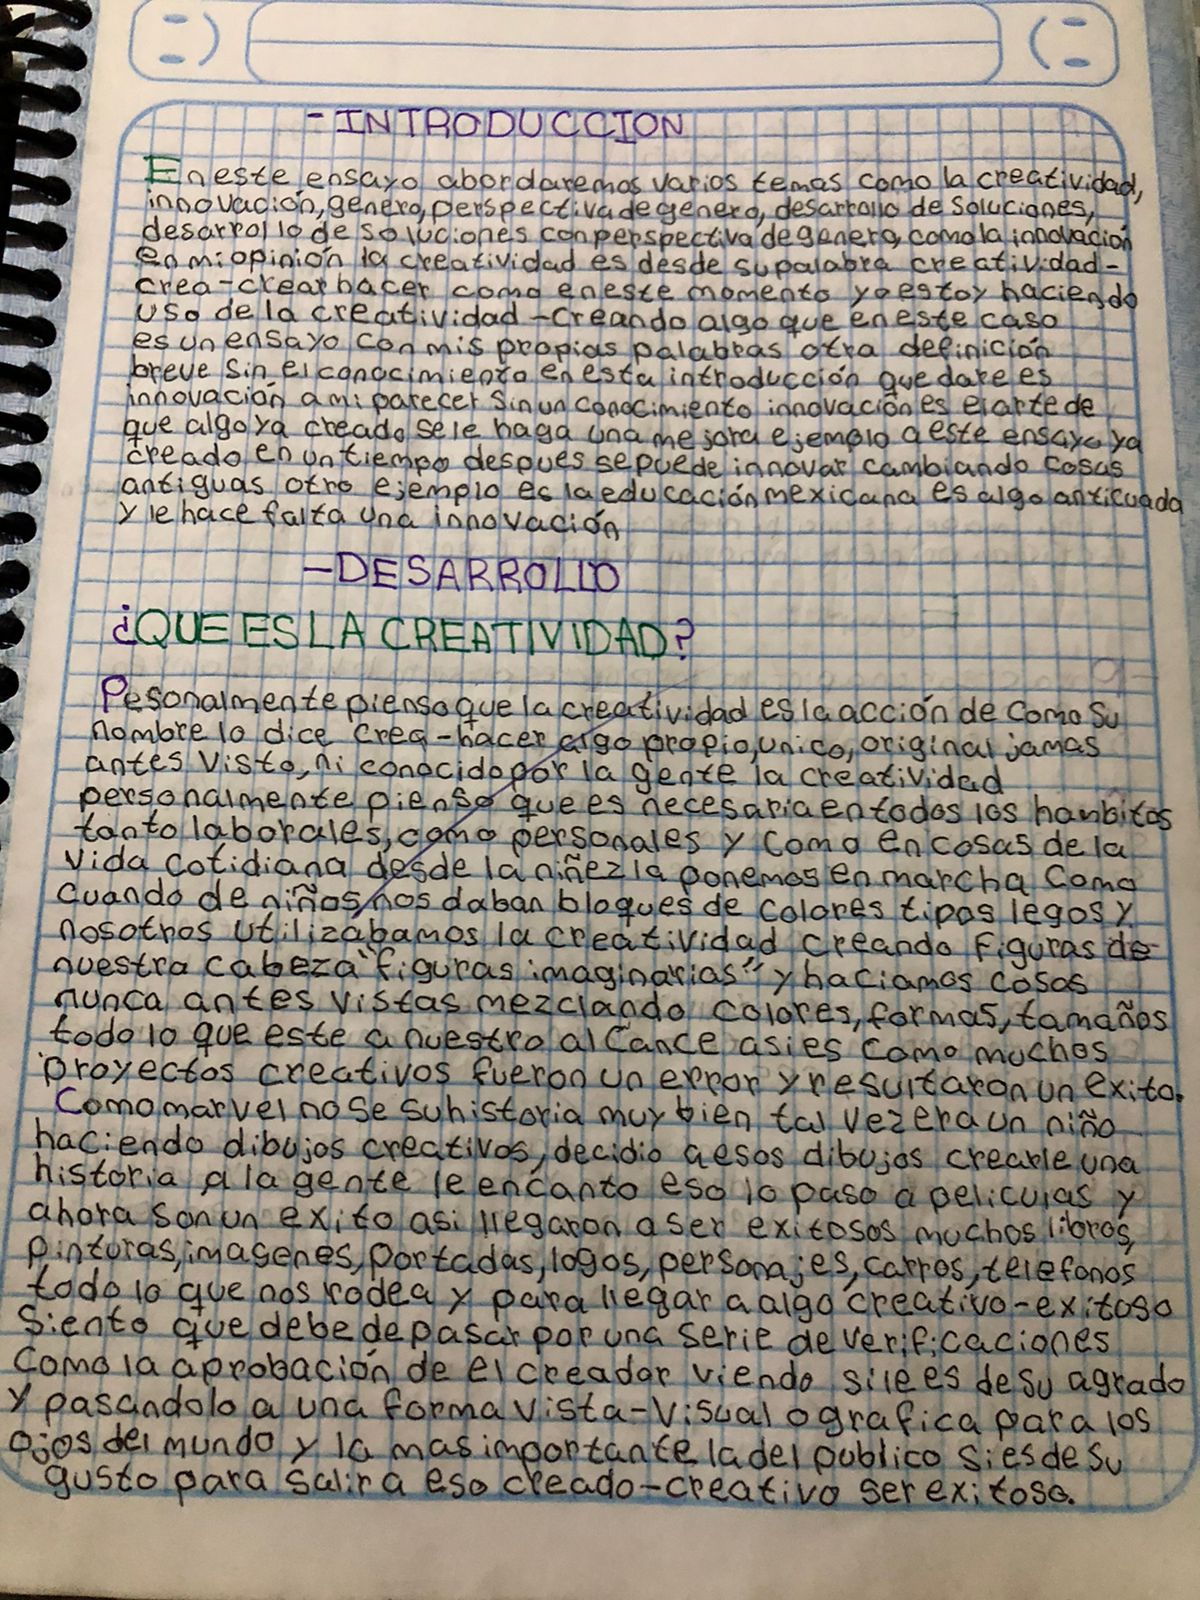 -INTRODUCCION
En este ensayo abordaremos varios temas como la creatividad,
innovación, genero, perspectiva de genero, desarrollo de soluciones,
desarrollo de soluciones con perspectiva de genero, como la innovación
en mi opinión la creatividad es desde su palabra creatividad-
crea-crear hacer como en este momento yo estoy haciendo
uso de la creatividad -Creando algo que en este caso
es un ensayo con mis propias palabras otra definición
breve sin el conocimiento en esta introducción que dare es
innovación a mi parecer sin un conocimiento innovación es el arte de
que algo ya creado se le haga una mejora ejemplo a este ensayo ya
creado en un tiempo despues se puede innovar cambiando cosas
antiguas otro ejemplo es la educación mexicana es algo anticuada
y le hace falta una innovación
-DESARROLLO
¿QUE ES LA CREATIVIDAD?
Pesonalmente pienso que la creatividad es la acción de como su
nombre lo dice crea-hacer algo propio, unico, original jamas
antes visto, ni conocido por la gente la creatividad
personalmente pienso que es necesaria en todos los hambitos
tanto laborales, como personales y como en cosas de la
vida cotidiana desde la niñez la ponemos en marcha como
cuando de niños nos daban bloques de colores tipos legos y
nosotros utilizabamos la creatividad creando figuras de
nuestra cabeza "figuras imaginarias" y haciamos cosas
nunca antes vistas mezclando colores, formas, tamaños
todo lo que este a nuestro alcance asi es como muchos
proyectos creativos fueron un error y resultaron un exito.
Como marvel no se su historia muy bien tal vez era un niño
haciendo dibujos creativos, decidio a esos dibujos crearle una
historia a la gente le encanto eso lo paso a peliculas y
ahora son un exito asi llegaron a ser exitosos muchos libros,
pinturas, imagenes, portadas, logos, personajes, carros, telefonos
todo lo que nos rodea y para llegar a algo creativo-exitoso
siento que debe de pasar por una serie de verificaciones
como la aprobación de el creador viendo si le es de su agrado
y pasandolo a una forma vista-visual o grafica para los
ojos del mundo y la mas importante la del publico si es de su
gusto para salir a eso creado-creativo ser exitoso.